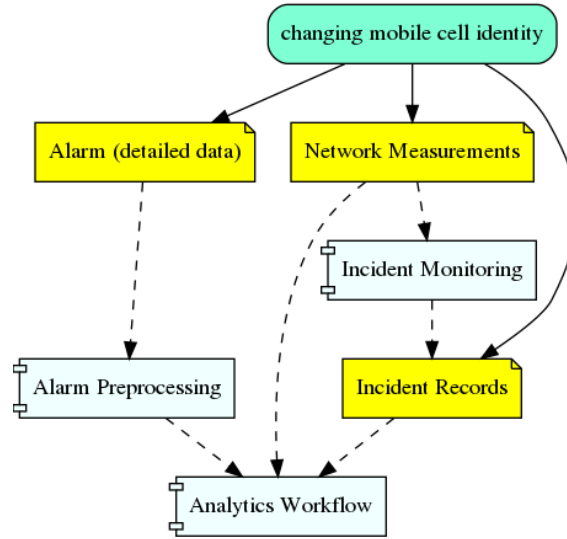 changing mobile cell identity
Alarm (detailed data)
Network Measurements
Incident Monitoring
Alarm Preprocessing
Incident Records
Analytics Workflow